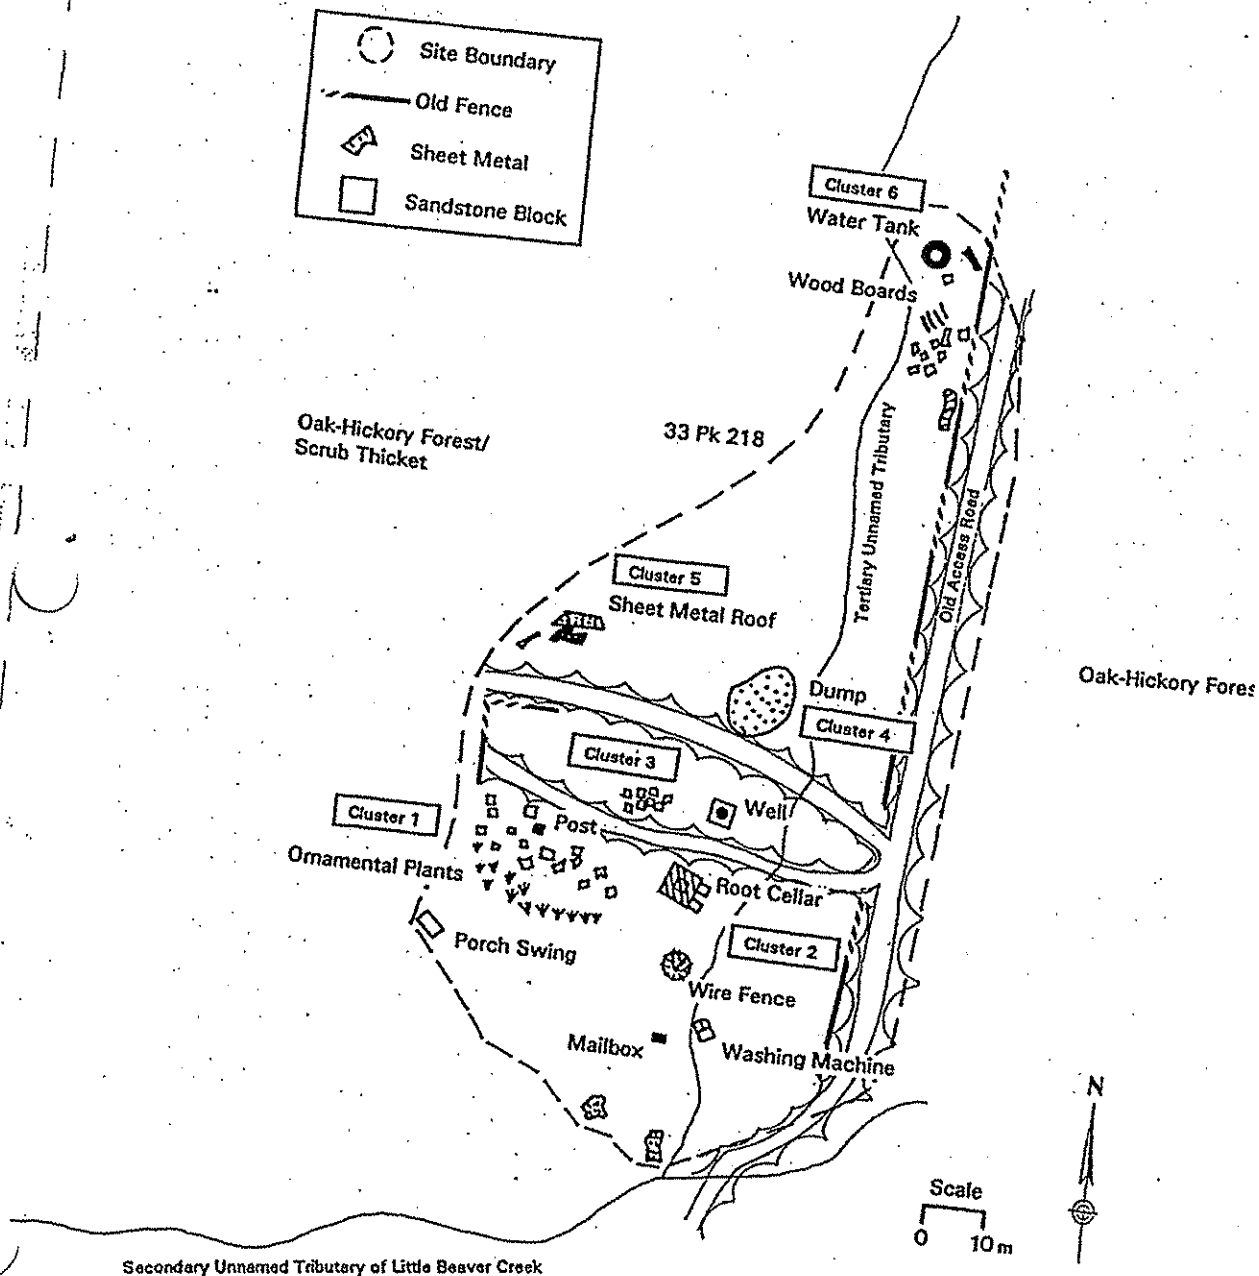 Site Boundary
Old Fence
Sheet Metal
Sandstone Block
Cluster 6
Water Tank
Wood Boards
Oak-Hickory Forest/
Scrub Thicket
33 Pk 218
Tertiary Unnamed Tributary
Old Access Road
Cluster 5
Sheet Metal Roof
Oak-Hickory Fores
Dump
Cluster 4
Cluster 3
Well
Cluster 1
Post
Ornamental Plants
Root Cellar
Porch Swing
Cluster 2
Wire Fence
Mailbox
Washing Machine
N
Scale
0 10m
Secondary Unnamed Tributary of Little Beaver Creek